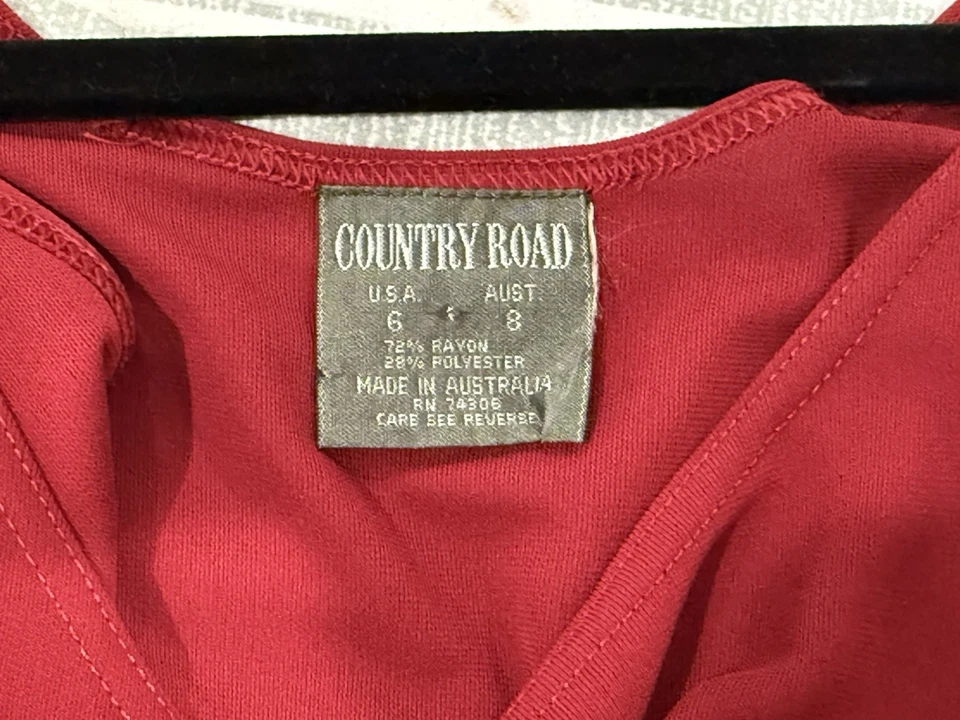 COUNTRY ROAD
U.S.A. AUST.
6 8
72% RAYON
28% POLYESTER
MADE IN AUSTRALIA
RN 74306
CARE SEE REVERSE